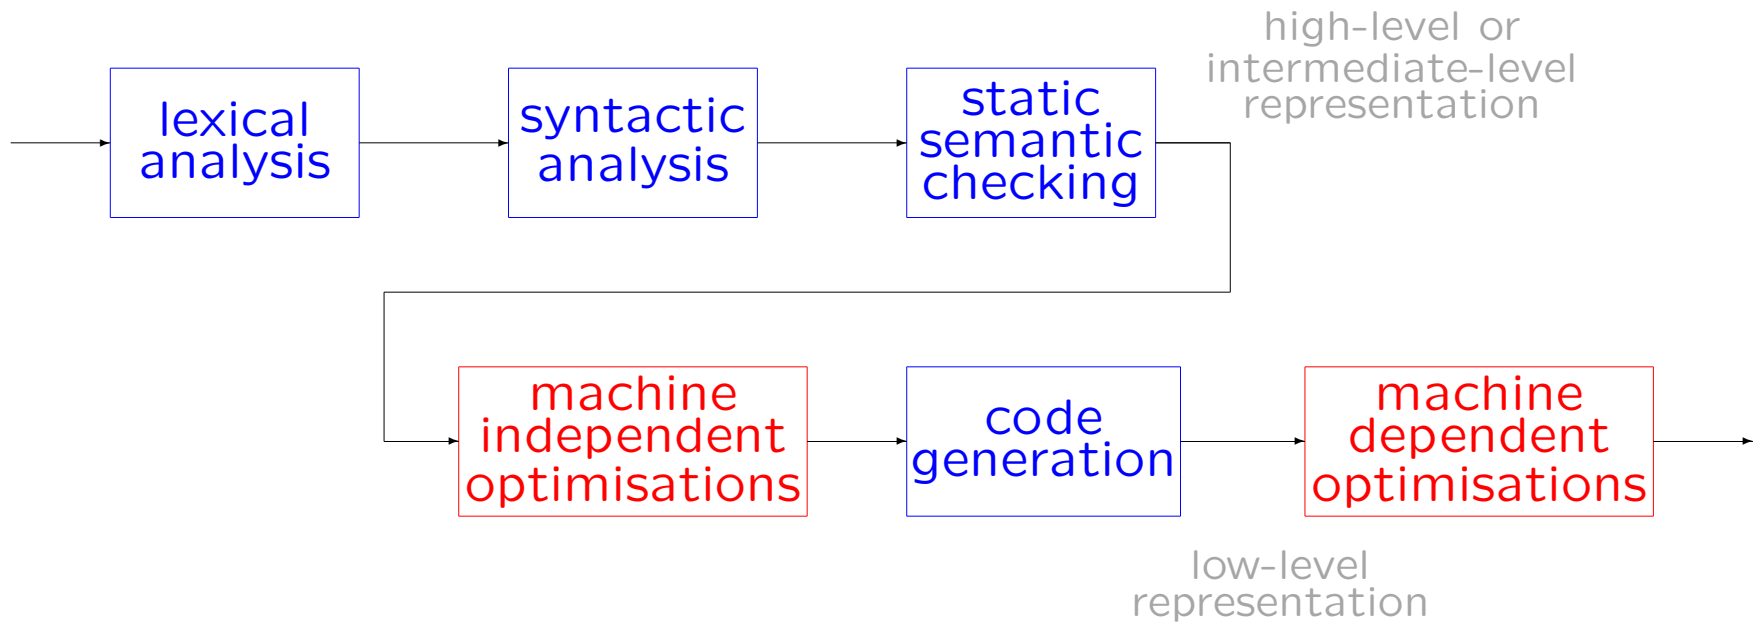 high-level or
intermediate-level
representation
lexical
analysis
syntactic
analysis
static
semantic
checking
machine
independent
optimisations
code
generation
machine
dependent
optimisations
low-level
representation